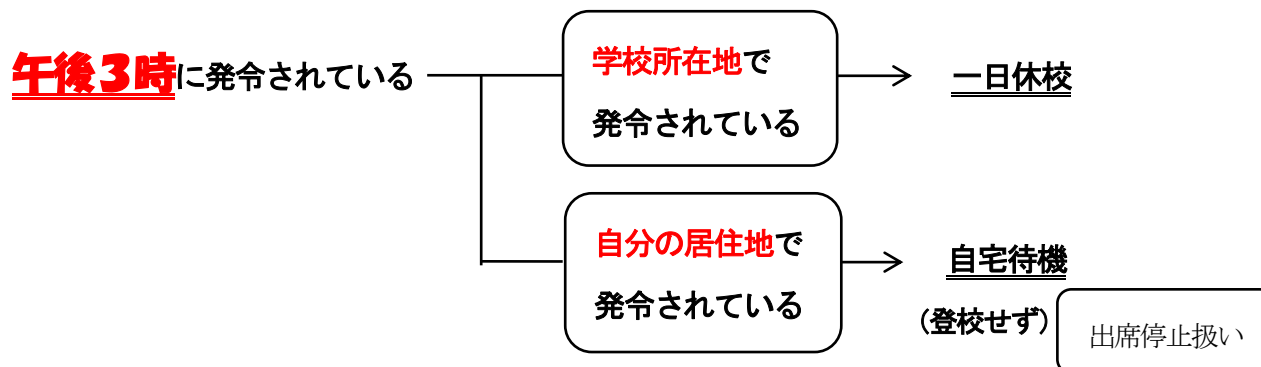 午後３時に発令されている
学校所在地で
発令されている
一日休校
自分の居住地で
発令されている
自宅待機
（登校せず）
出席停止扱い